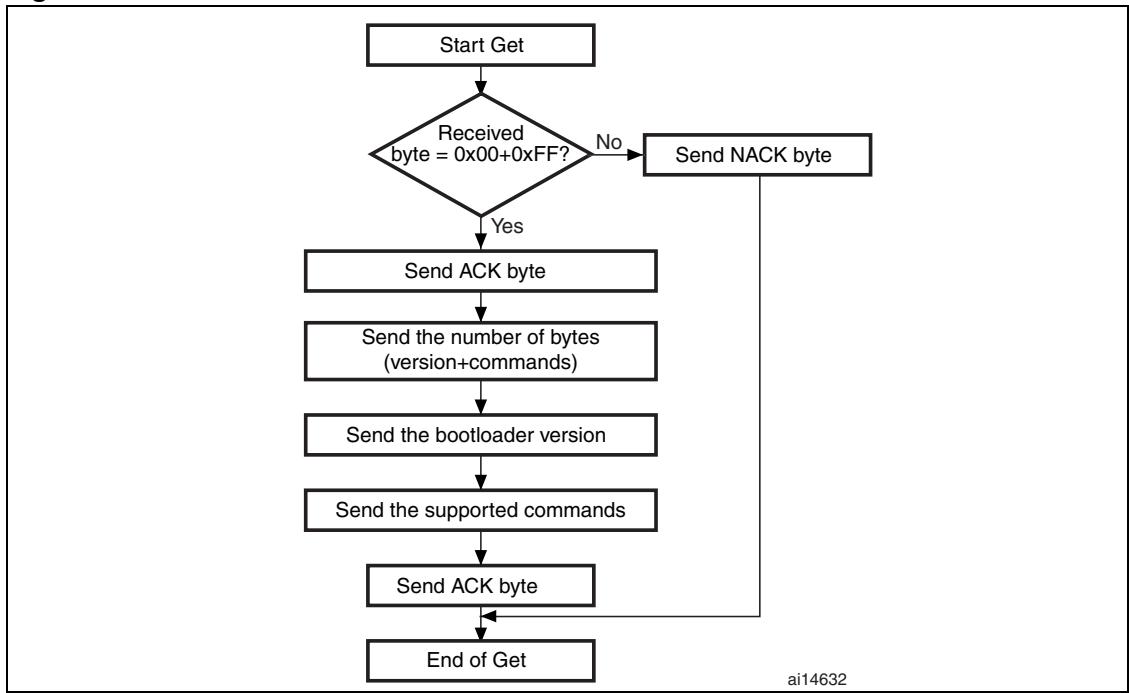 Start Get
Received
byte = 0x00+0xFF?
No
Send NACK byte
Yes
Send ACK byte
Send the number of bytes
(version+commands)
Send the bootloader version
Send the supported commands
Send ACK byte
End of Get
ai14632